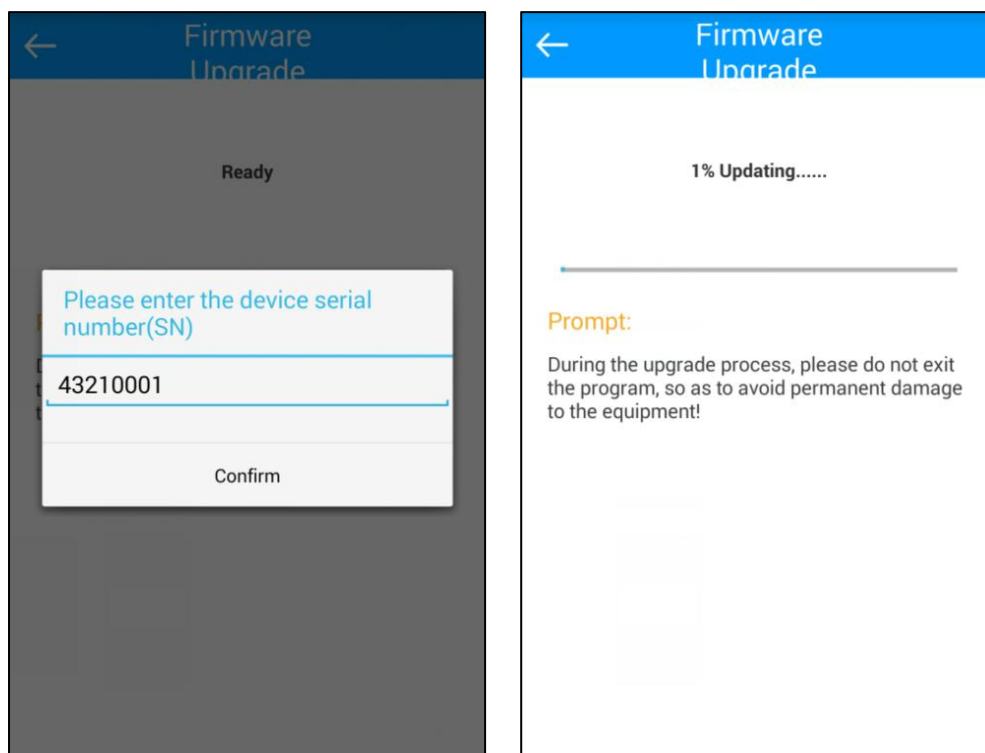 Firmware
Upgrade
Ready
Please enter the device serial
number(SN)
43210001
Confirm
Firmware
Upgrade
1% Updating......
Prompt:
During the upgrade process, please do not exit
the program, so as to avoid permanent damage
to the equipment!